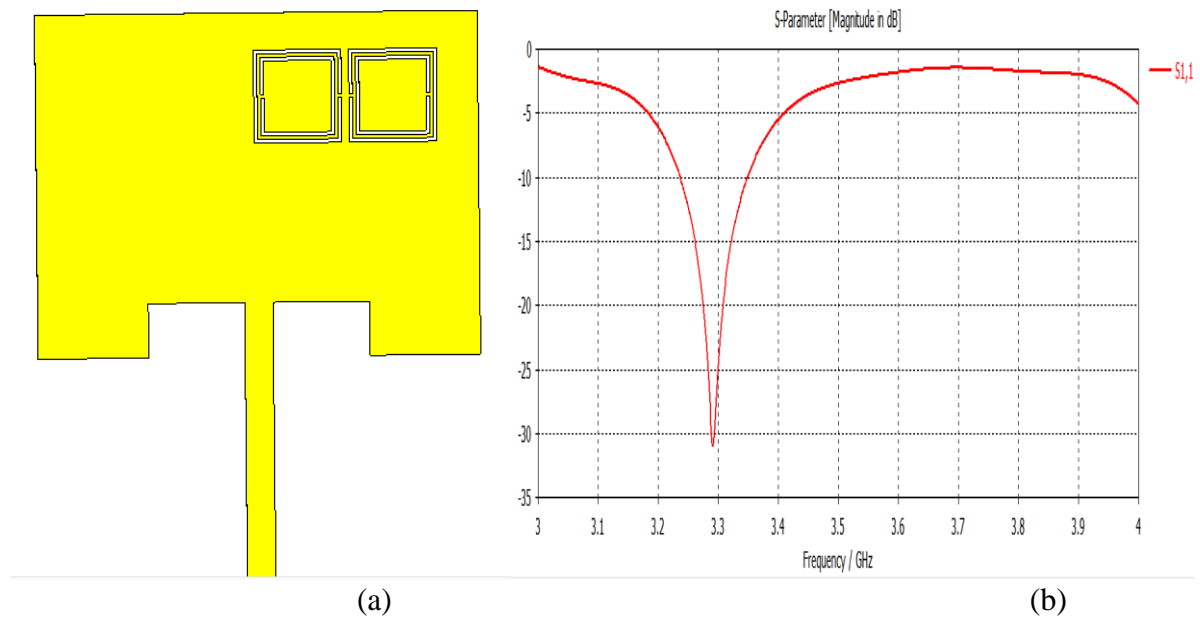 S-Parameter [Magnitude in dB]
0
-5
-10
-15
-20
-25
-30
-35
3 3.1 3.2 3.3 3.4 3.5 3.6 3.7 3.8 3.9 4
Frequency / GHz
S1,1
(a) (b)